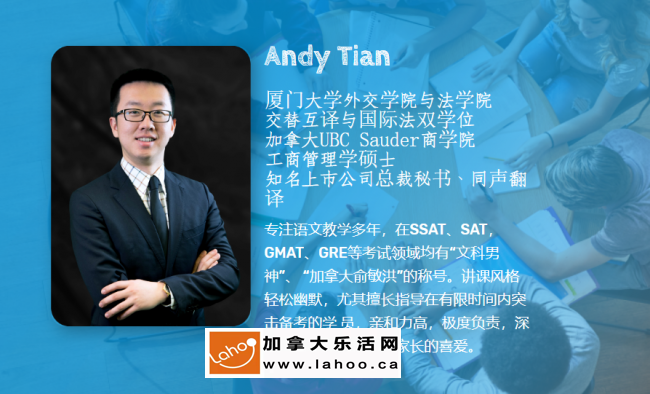 Andy Tian
厦门大学外交学院与法学院
交替互译与国际法双学位
加拿大UBC Sauder商学院
工商管理学硕士
知名上市公司总裁秘书、同声翻
译
专注语文教学多年，在SSAT、SAT，
GMAT、GRE等考试领域均有“文科男
神”、 “加拿大俞敏洪”的称号。讲课风格
轻松幽默，尤其擅长指导在有限时间内突
击备考的学 员，亲和力高，极度负责，深
家长的喜爱。
Lahoo
加拿大乐活网
www.lahoo.ca